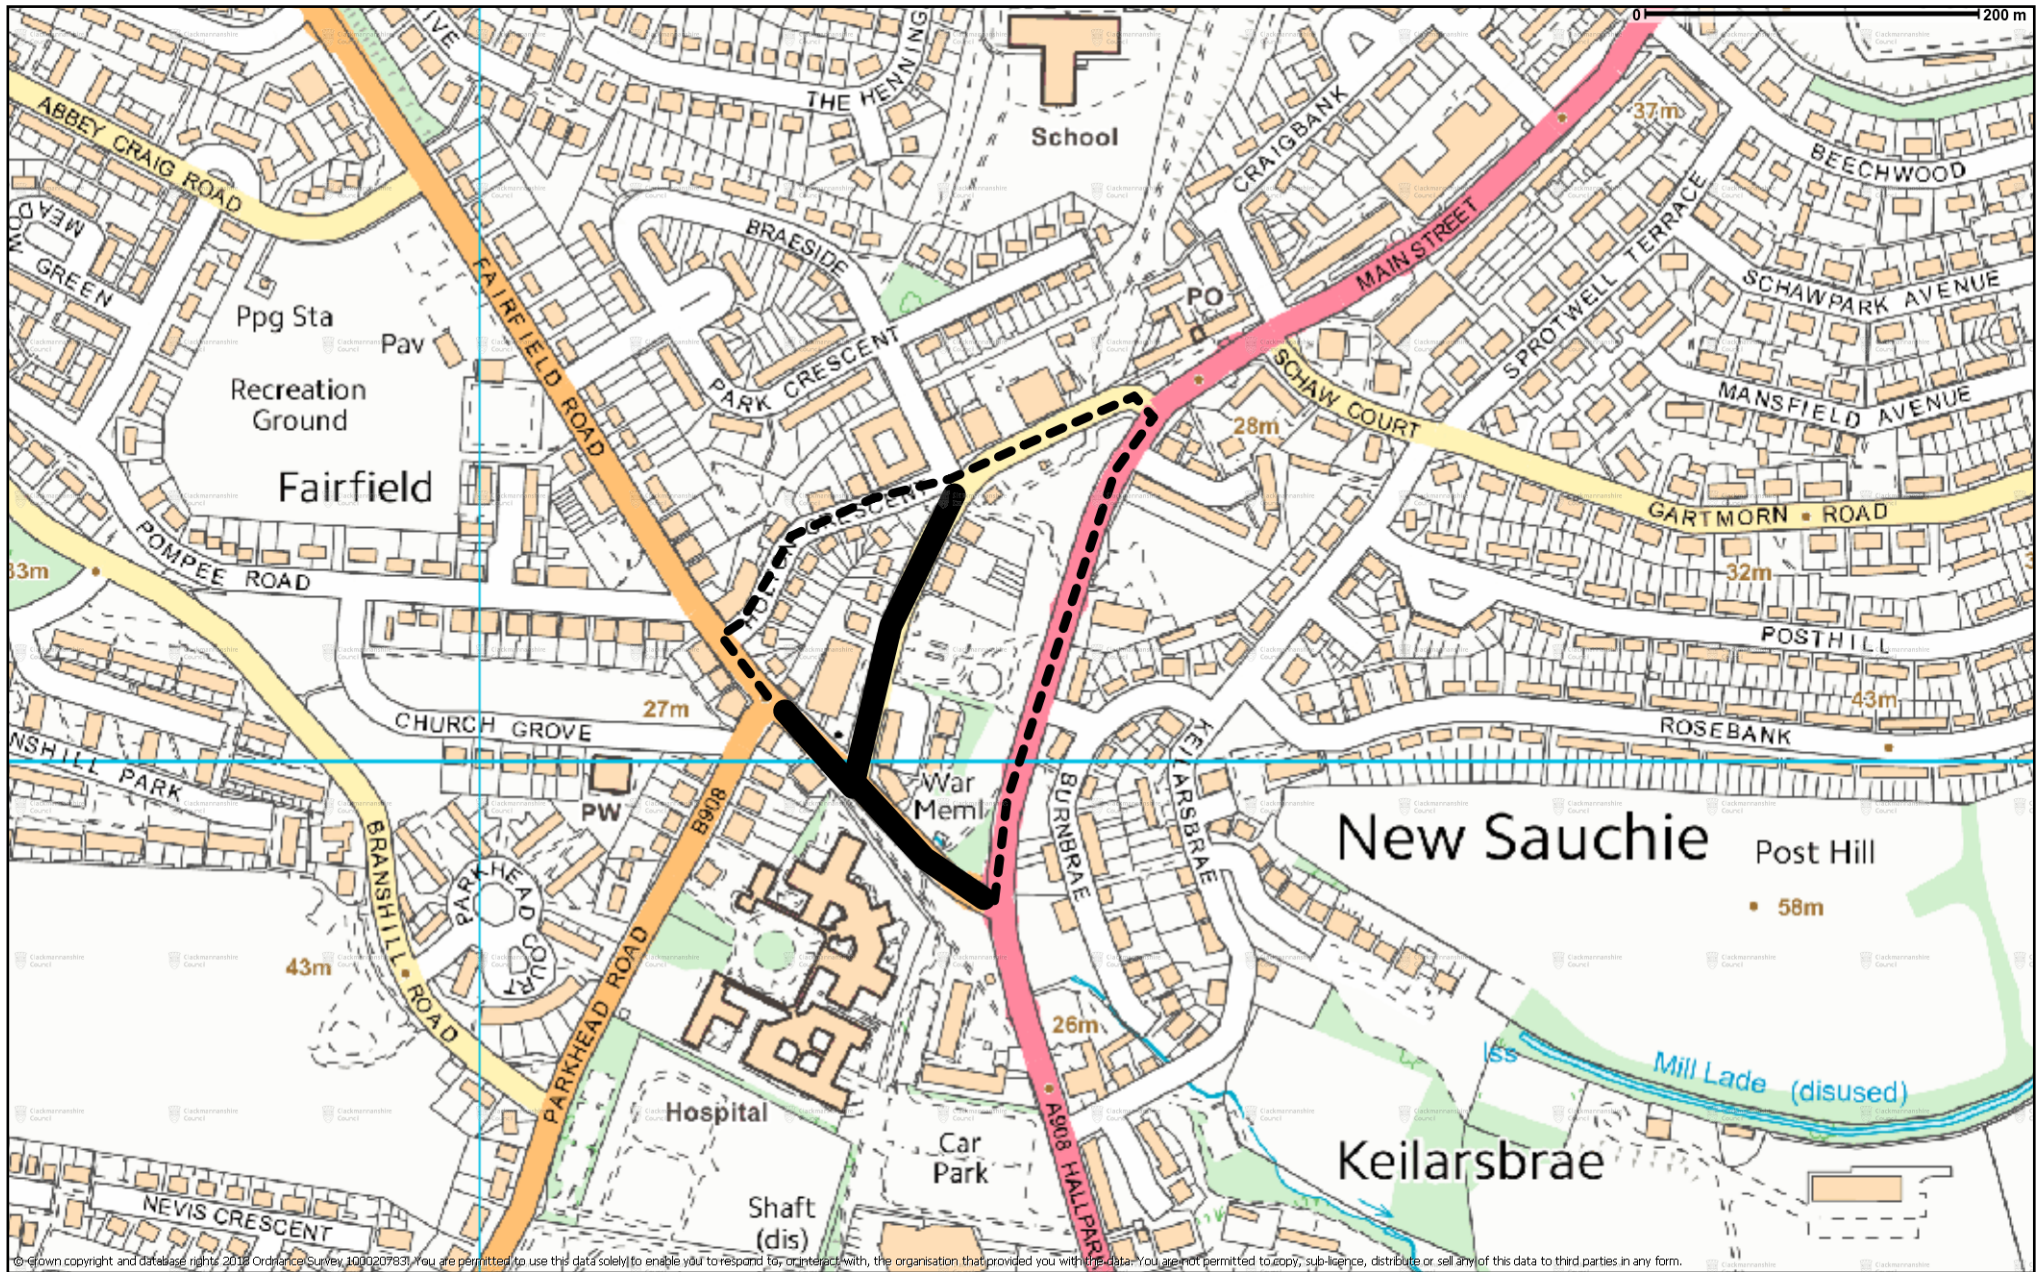 0 200 m
IVE
THE HENNING
School
CRAIGBANK
37m
BEECHWOOD
ABBEY CRAIG ROAD
MEAD
OW
GREEN
BRAESIDE
FAIRFIELD ROAD
MAIN STREET
SPROTWELL TERRACE
SCHAWPARK AVENUE
Ppg Sta
Pav
PO
PARK CRESCENT
SCHAW COURT
MANSFIELD AVENUE
Recreation
Ground
28m
Fairfield
GARTMORN ROAD
POMPEE ROAD
33m
32m
POSTHILL
CHURCH GROVE
27m
43m
ROSEBANK
NSHILL PARK
PW
B908
War
Meml
BURNBRAE
KEILARSBRAE
New Sauchie
Post Hill
58m
BRANSHILL ROAD
PARKHEAD COURT
43m
PARKHEAD ROAD
26m
Iss
Mill Lade (disused)
Hospital
Car
Park
A908 HALLPARK
Keilarsbrae
Shaft
(dis)
NEVIS CRESCENT
© Crown copyright and database rights 2018 Ordnance Survey 100020783. You are permitted to use this data solely to enable you to respond to, or interact with, the organisation that provided you with the data. You are not permitted to copy, sub-licence, distribute or sell any of this data to third parties in any form.